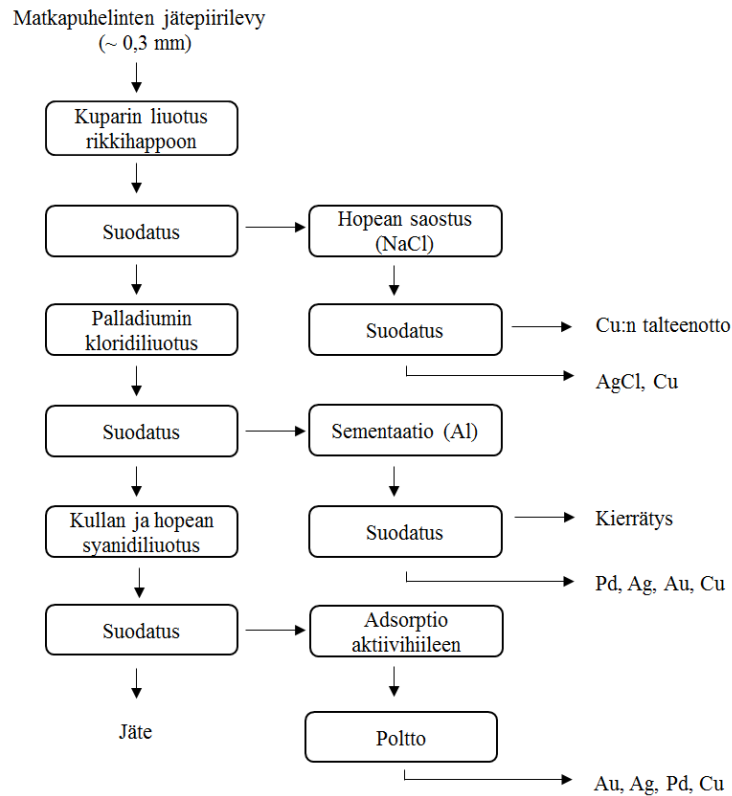 Matkapuhelinten jätepiirilevy
(~ 0,3 mm)
Kuparin liuotus
rikkihappoon
Suodatus
Hopean saostus
(NaCl)
Palladiumin
kloridiliuotus
Suodatus
Cu:n talteenotto
AgCl, Cu
Suodatus
Sementaatio (Al)
Kullan ja hopean
syanidiliuotus
Suodatus
Kierrätys
Pd, Ag, Au, Cu
Suodatus
Adsorptio
aktiivihiileen
Jäte
Poltto
Au, Ag, Pd, Cu